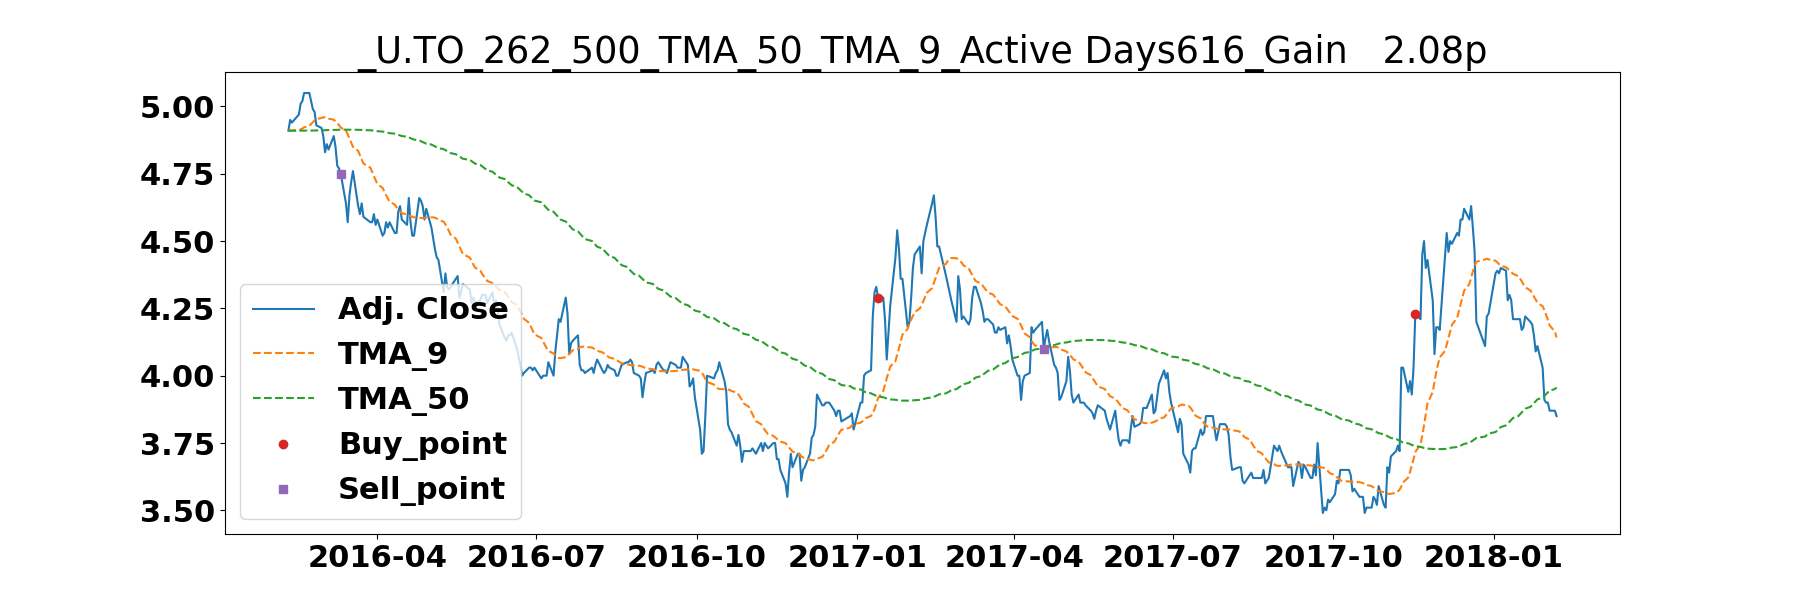 _U.TO_262_500_TMA_50_TMA_9_Active Days616_Gain   2.08p
5.00
4.75
4.50
4.25
4.00
3.75
3.50
Adj. Close
TMA_9
TMA_50
Buy_point
Sell_point
2016-04 2016-07 2016-10 2017-01 2017-04 2017-07 2017-10 2018-01